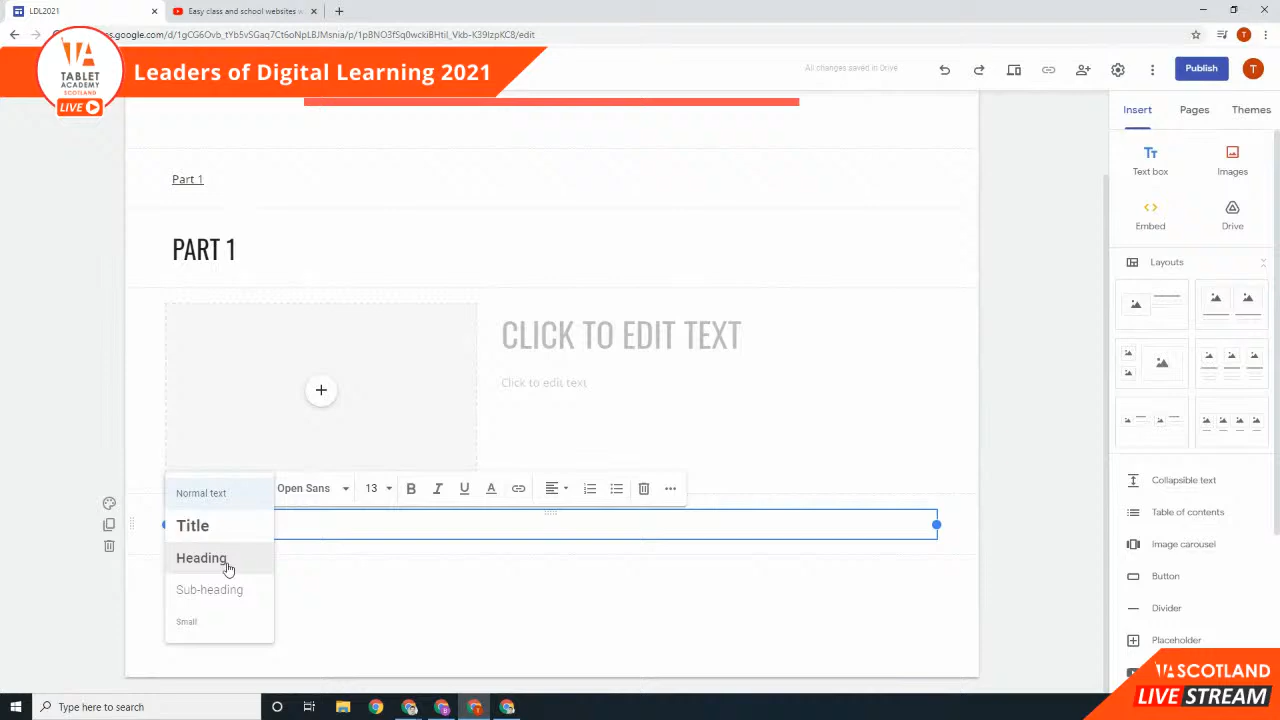 LDL2021
Easy class and school websites w
s.google.com/d/1gCG6Ovb_tYb5vSGaq7Ct6oNpLBJMsnia/p/1pBNO3fSq0wckiBHtil_Vkb-K39IzpKC8/edit
TABLET
ACADEMY
SCOTLAND
LIVE
Leaders of Digital Learning 2021
All changes saved in Drive
Publish
T
Insert
Pages
Themes
Text box
Images
Embed
Drive
Layouts
Part 1
PART 1
CLICK TO EDIT TEXT
Click to edit text
Normal text
Title
Heading
Sub-heading
Small
Open Sans
13
B
I
U
A
Collapsible text
Table of contents
Image carousel
Button
Divider
Placeholder
TA SCOTLAND
LIVE STREAM
Type here to search